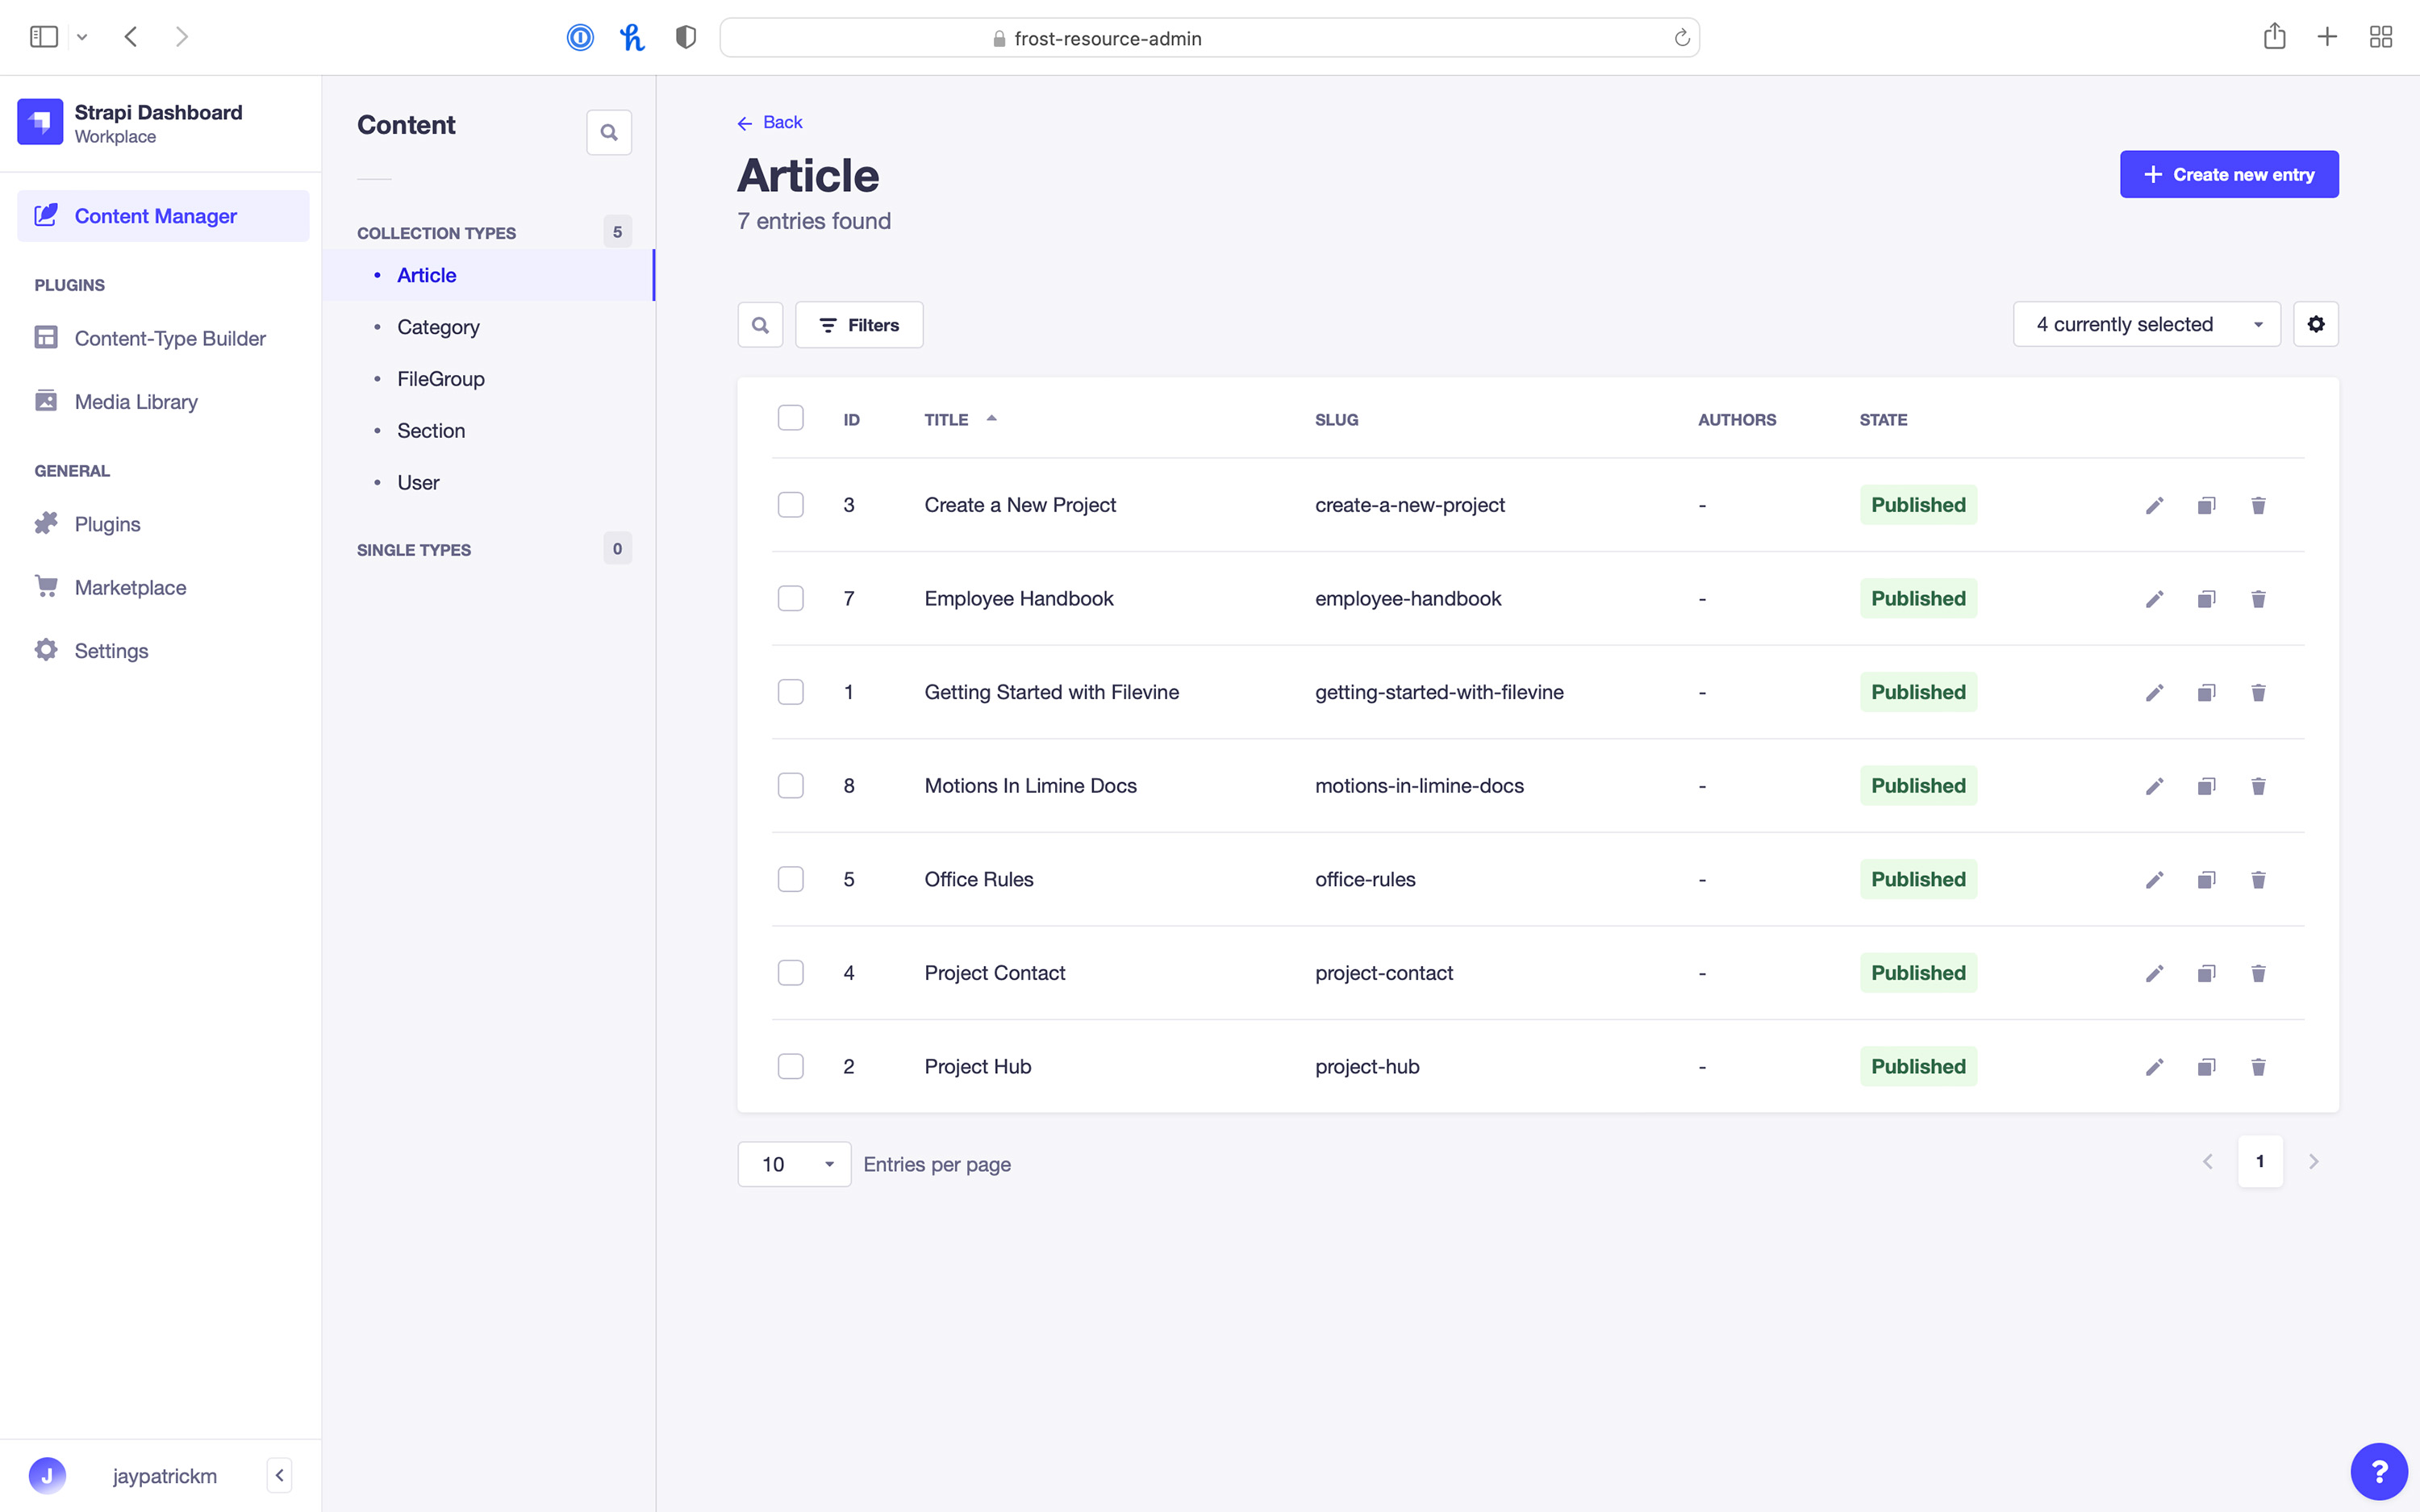 frost-resource-admin
Strapi Dashboard
Workplace
Content Manager
PLUGINS
Content-Type Builder
Media Library
GENERAL
Plugins
Marketplace
Settings
J
jaypatrickm
Content
COLLECTION TYPES 5
Article
Category
FileGroup
Section
User
SINGLE TYPES 0
Back
Article
7 entries found
Create new entry
Filters
4 currently selected
ID TITLE SLUG AUTHORS STATE
3 Create a New Project create-a-new-project - Published
7 Employee Handbook employee-handbook - Published
1 Getting Started with Filevine getting-started-with-filevine - Published
8 Motions In Limine Docs motions-in-limine-docs - Published
5 Office Rules office-rules - Published
4 Project Contact project-contact - Published
2 Project Hub project-hub - Published
10 Entries per page
1
?